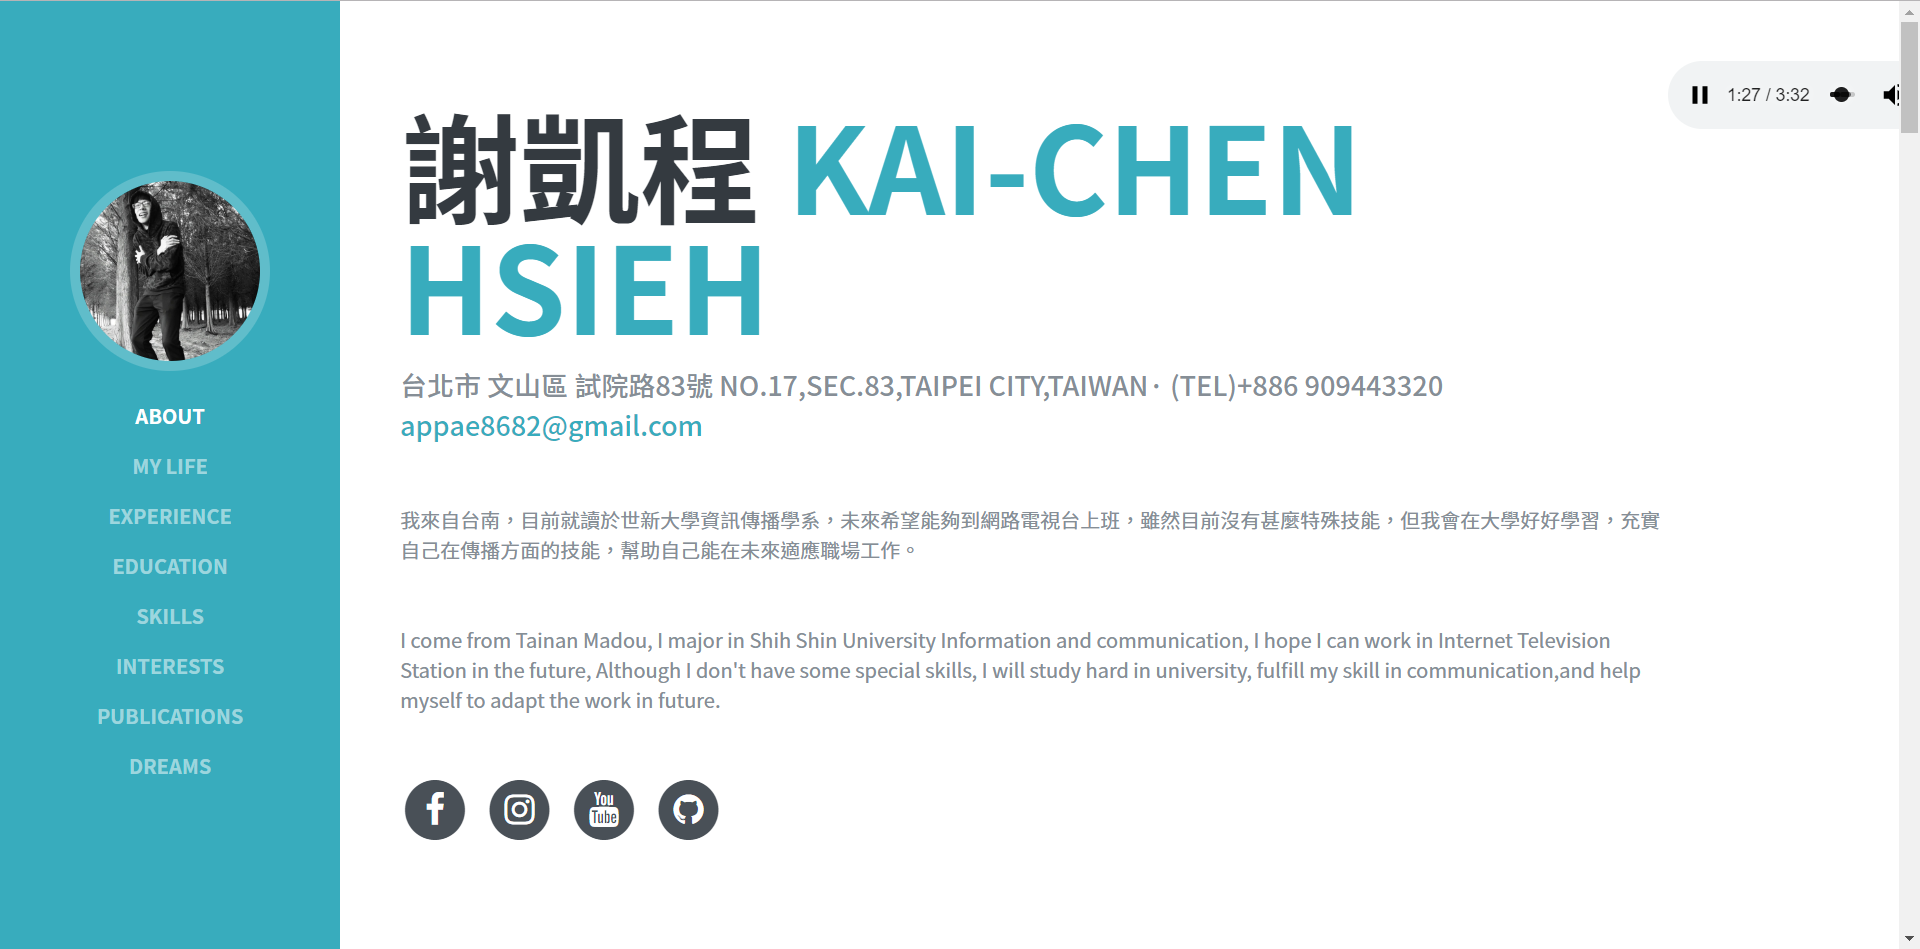 ABOUT
MY LIFE
EXPERIENCE
EDUCATION
SKILLS
INTERESTS
PUBLICATIONS
DREAMS
1:27 / 3:32
謝凱程 KAI-CHEN
HSIEH
台北市 文山區 試院路83號 NO.17,SEC.83,TAIPEI CITY,TAIWAN · (TEL)+886 909443320
appae8682@gmail.com
我來自台南，目前就讀於世新大學資訊傳播學系，未來希望能夠到網路電視台上班，雖然目前沒有甚麼特殊技能，但我會在大學好好學習，充實
自己在傳播方面的技能，幫助自己能在未來適應職場工作。
I come from Tainan Madou, I major in Shih Shin University Information and communication, I hope I can work in Internet Television
Station in the future, Although I don't have some special skills, I will study hard in university, fulfill my skill in communication,and help
myself to adapt the work in future.
You
Tube